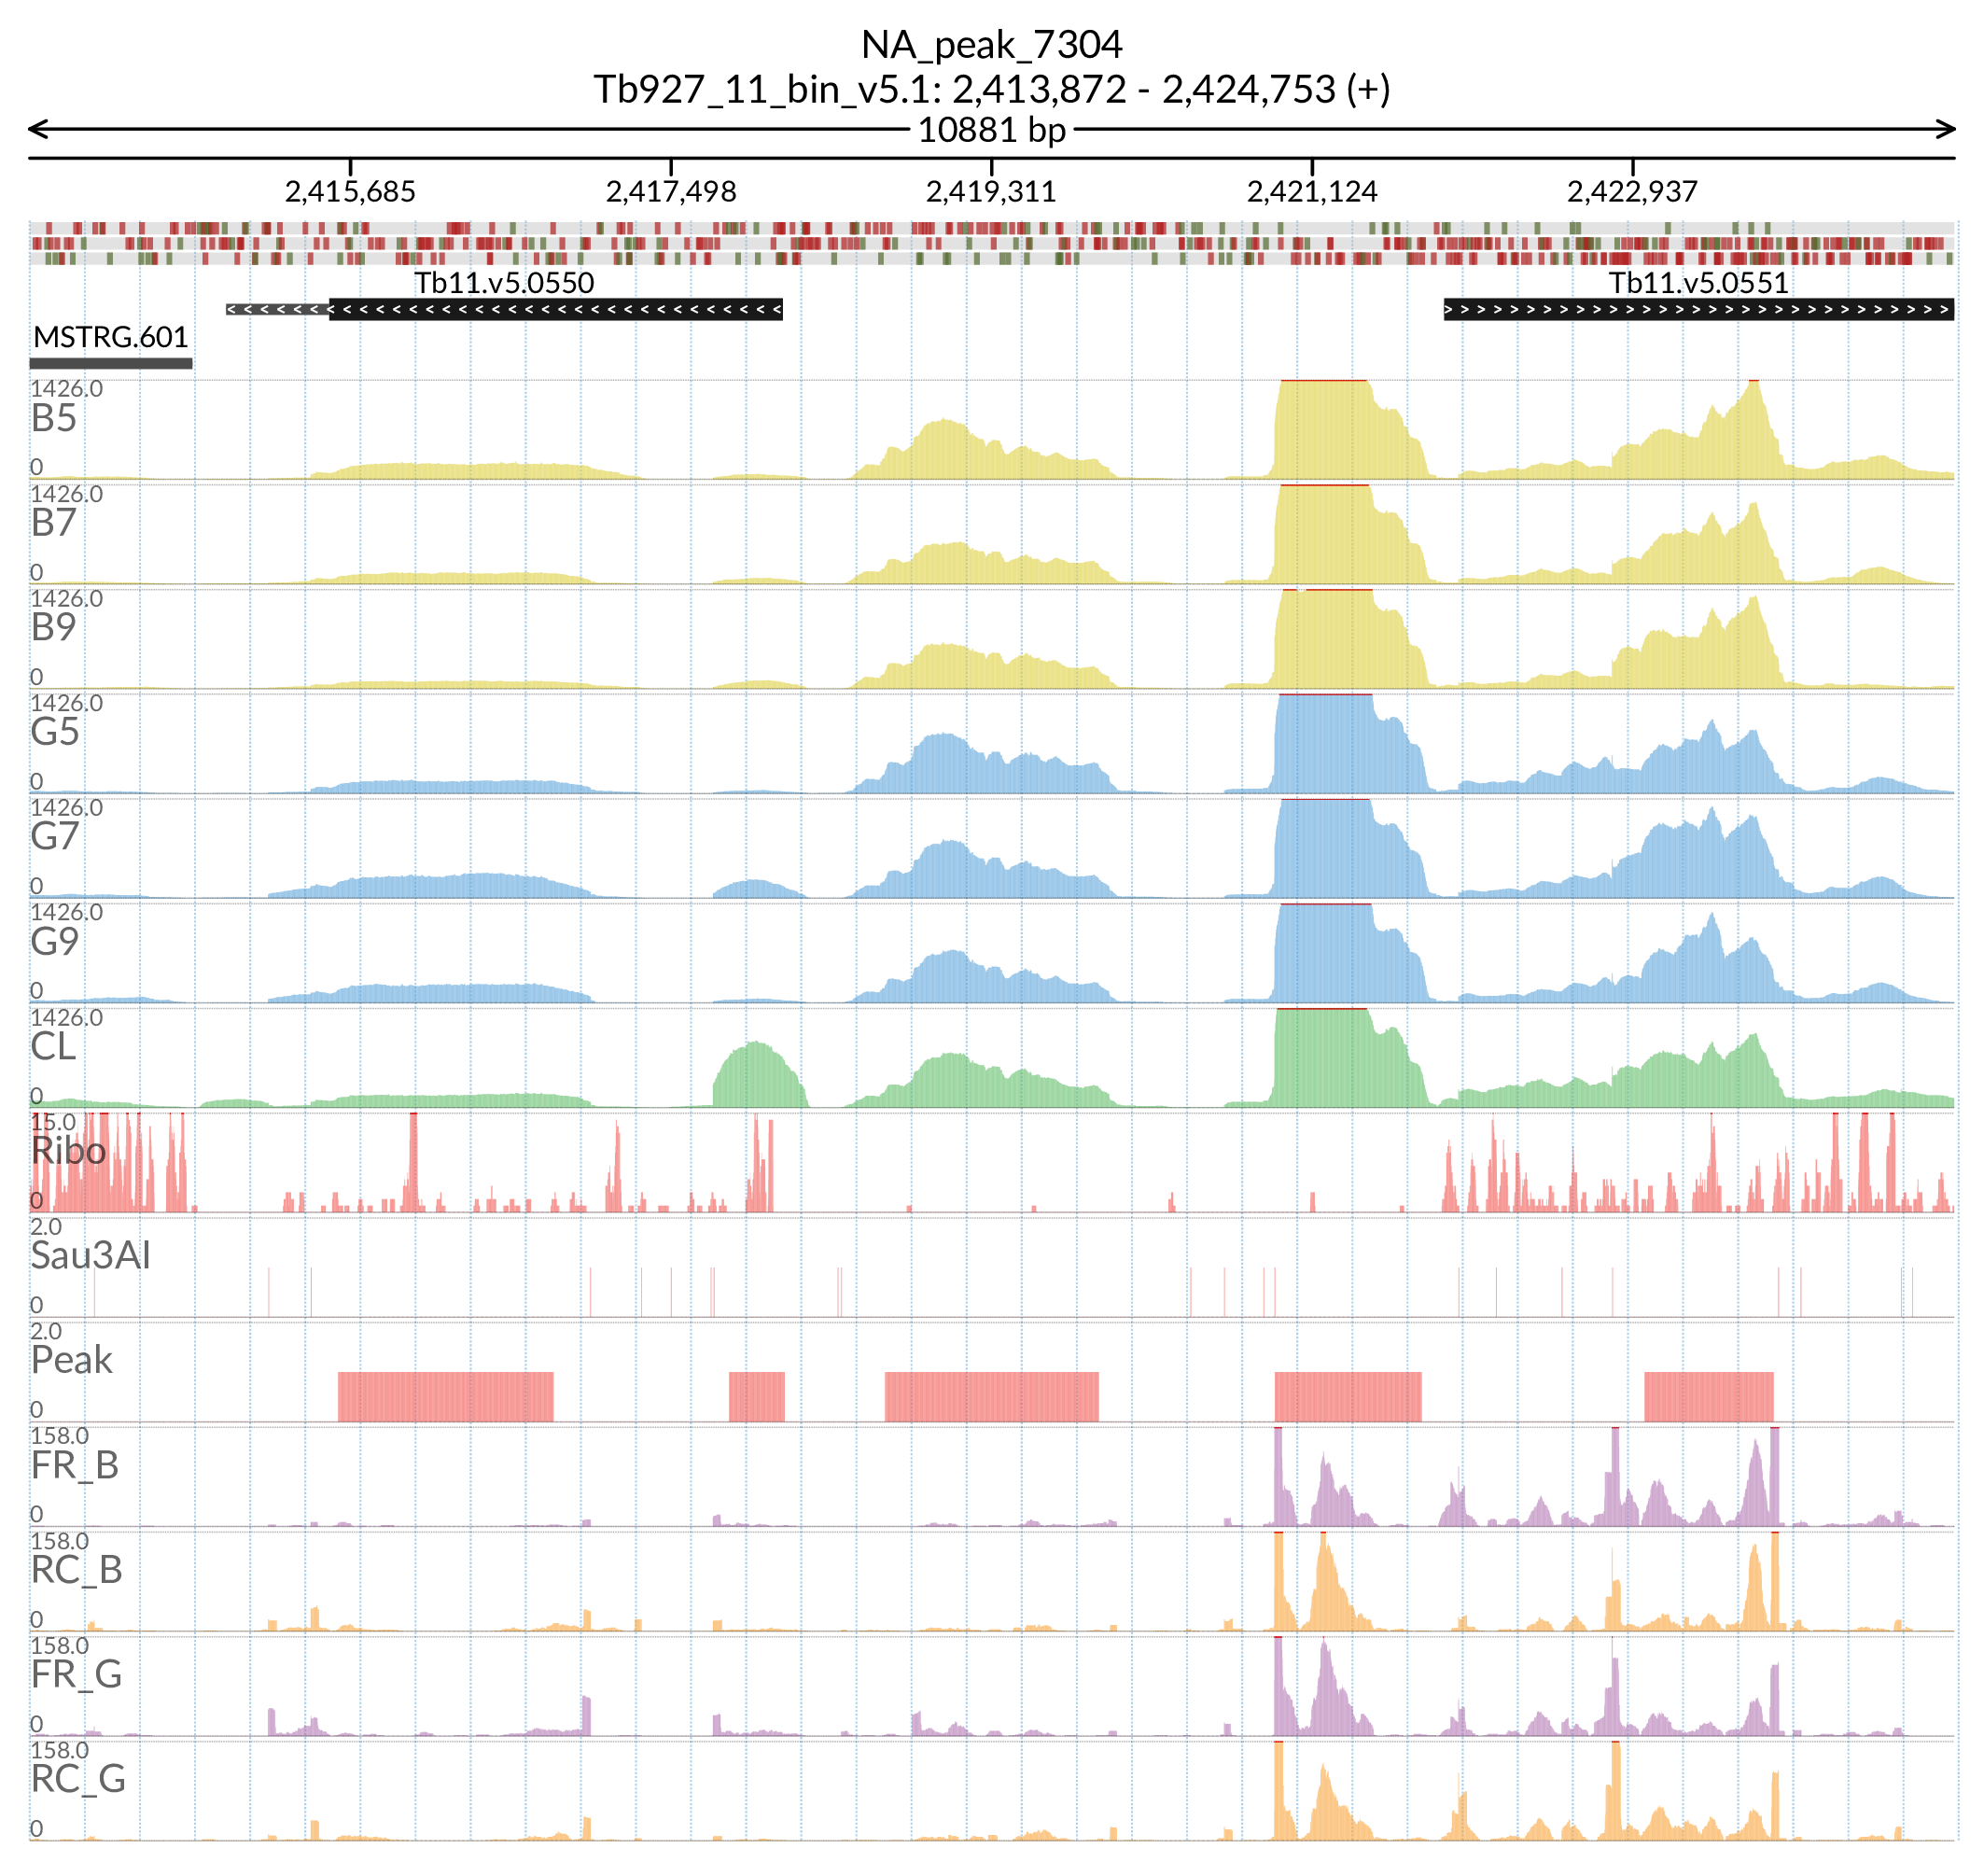 NA_peak_7304
Tb927_11_bin_v5.1: 2,413,872 - 2,424,753 (+)
10881 bp
2,415,685 2,417,498 2,419,311 2,421,124 2,422,937
Tb11.v5.0550 Tb11.v5.0551
MSTRG.601
1426.0
B5
0
1426.0
B7
0
1426.0
B9
0
1426.0
G5
0
1426.0
G7
0
1426.0
G9
0
1426.0
CL
0
15.0
Ribo
0
2.0
Sau3AI
0
2.0
Peak
0
158.0
FR_B
0
158.0
RC_B
0
158.0
FR_G
0
158.0
RC_G
0